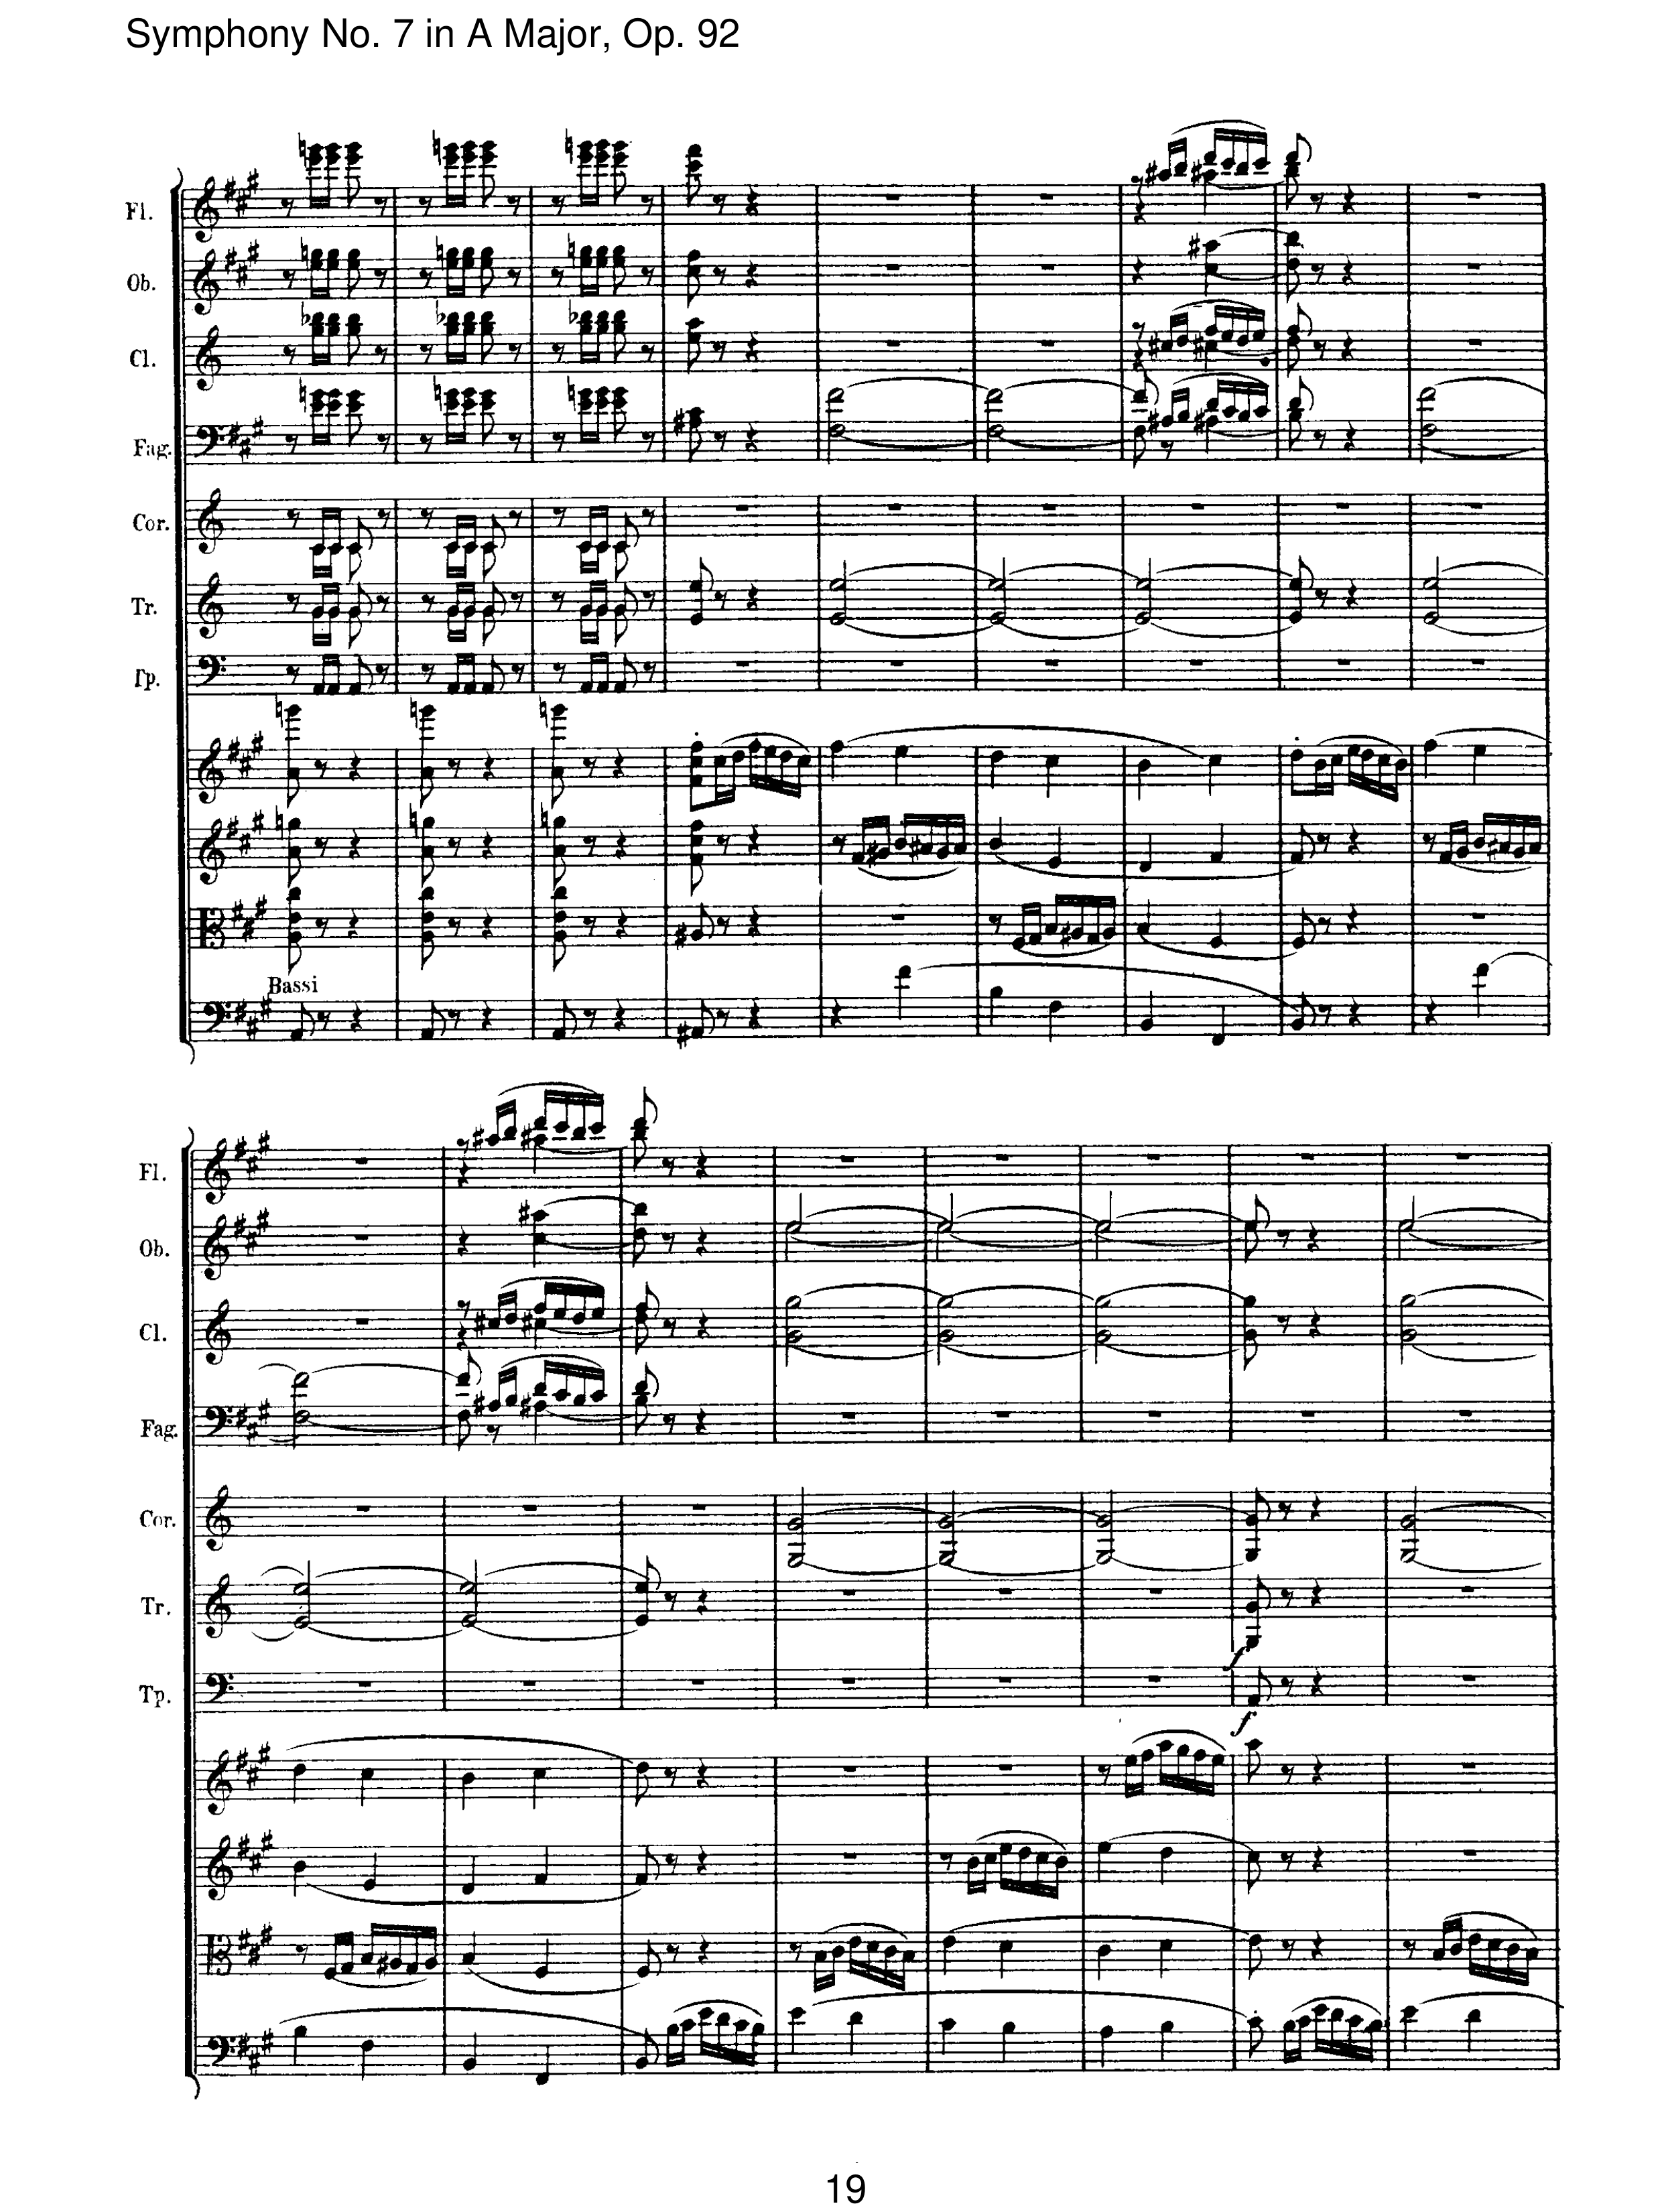 Symphony No. 7 in A Major, Op. 92
Fl.
Ob.
Cl.
Fag.
Cor.
Tr.
Tp.
Bassi
Fl.
Ob.
Cl.
Fag.
Cor.
Tr.
f
Tp.
f
19